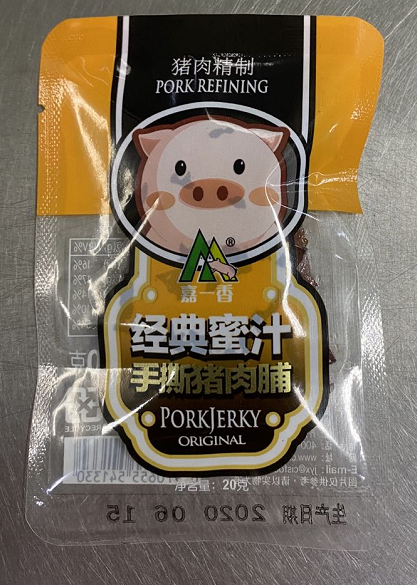 猪肉精制
PORK REFINING
®
嘉一香
经典蜜汁
手撕猪肉脯
PORKJERKY
ORIGINAL
净含量：20克
生产日期 2020 06 15